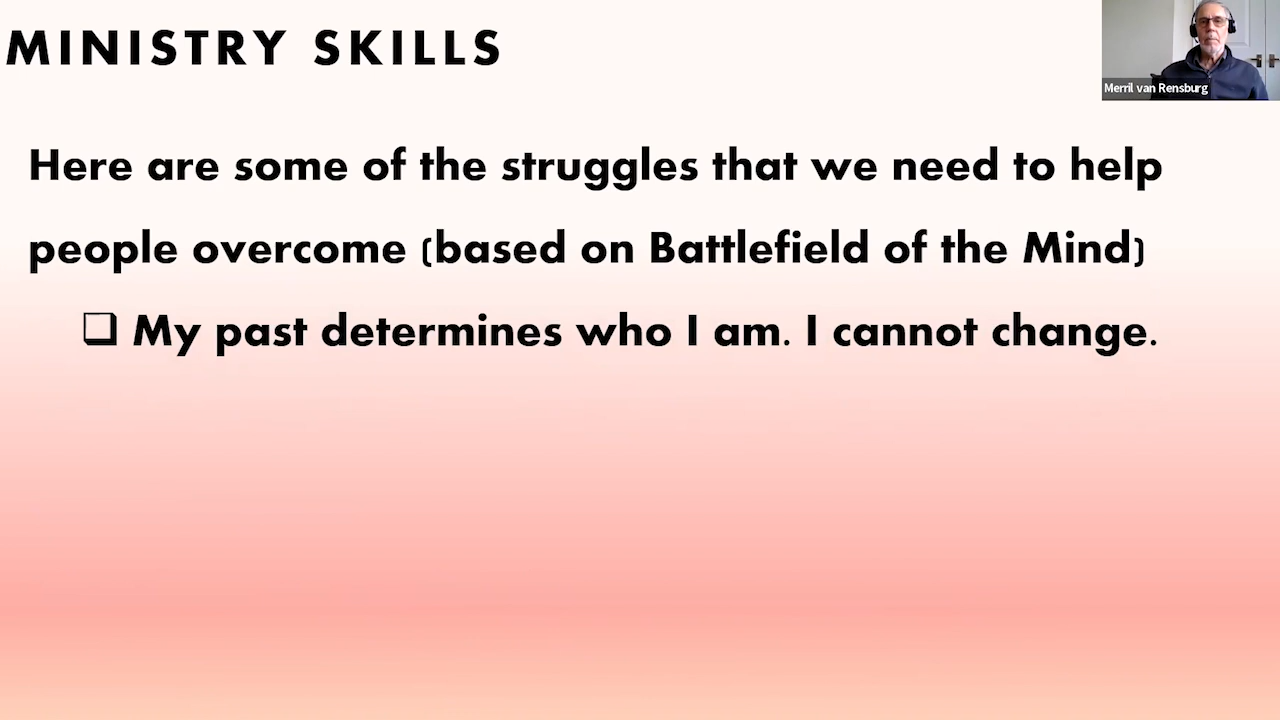 MINISTRY SKILLS
Merril van Rensburg
Here are some of the struggles that we need to help
people overcome (based on Battlefield of the Mind)
❑ My past determines who I am. I cannot change.